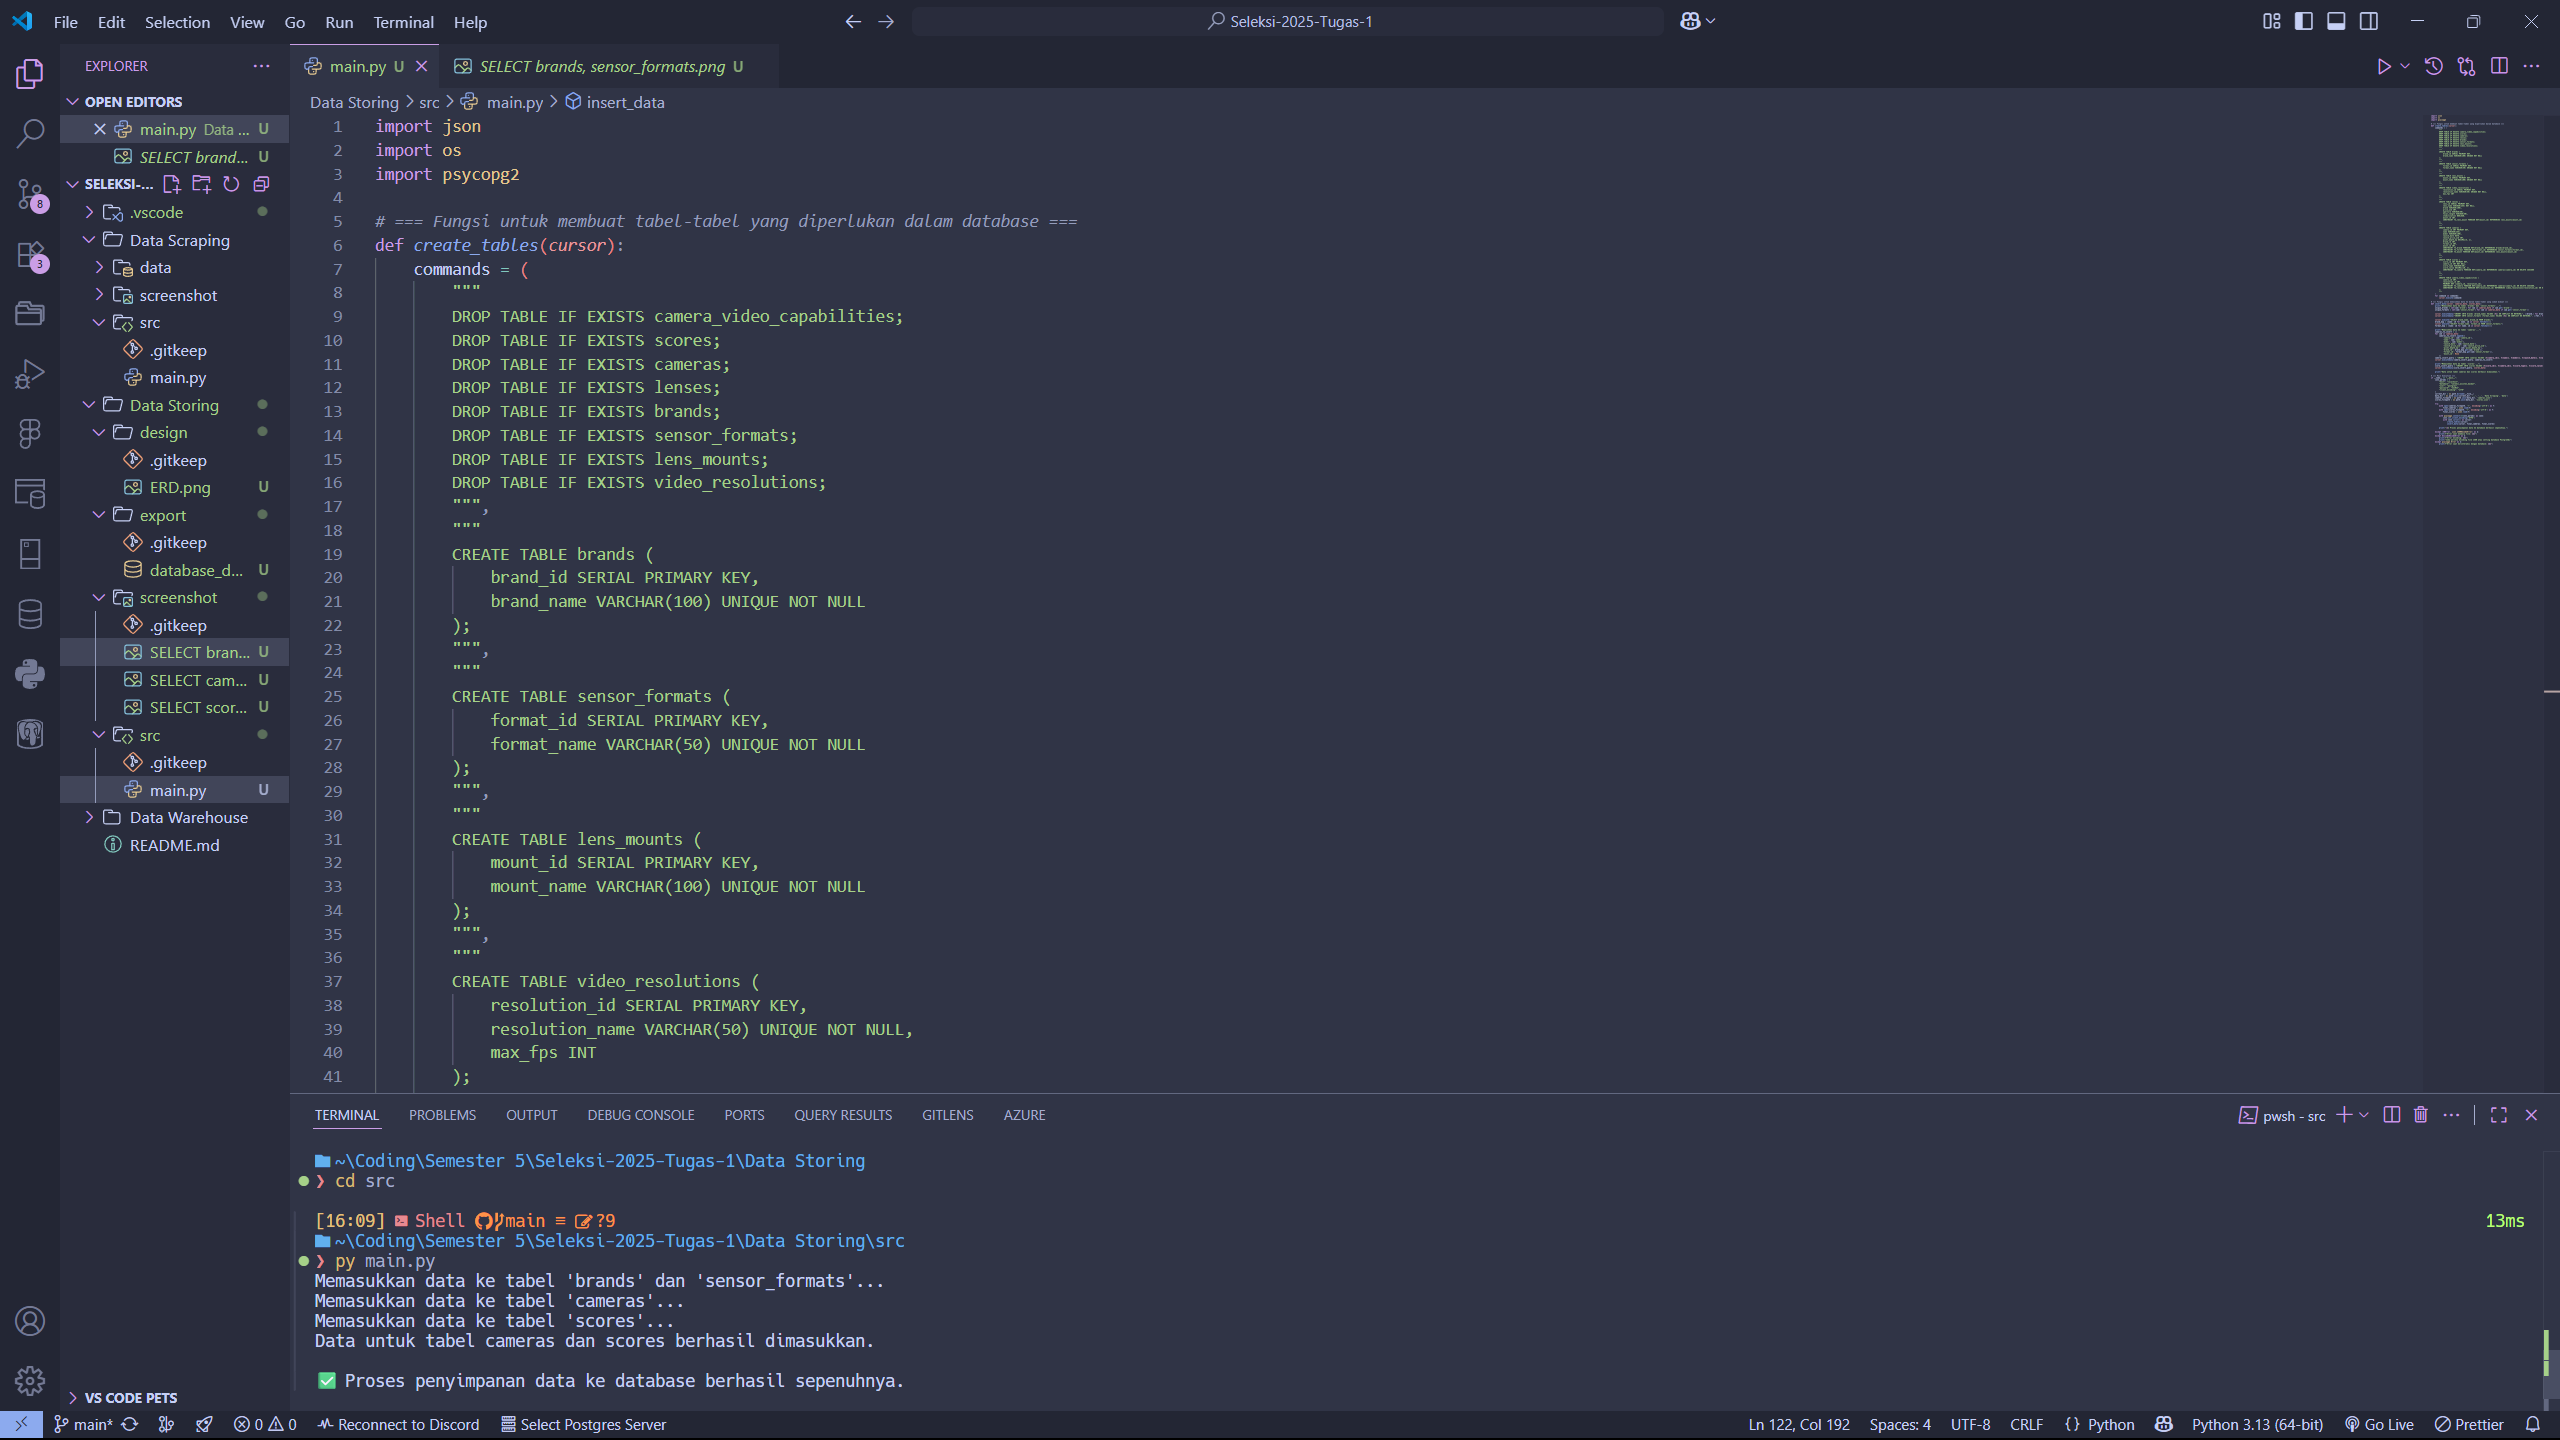 File Edit Selection View Go Run Terminal Help
Seleksi-2025-Tugas-1
EXPLORER
OPEN EDITORS
main.py Data ... U
SELECT brand... U
SELEKSI-...
.vscode
Data Scraping
data
screenshot
src
.gitkeep
main.py
Data Storing
design
.gitkeep
ERD.png U
export
.gitkeep
database_d... U
screenshot
.gitkeep
SELECT bran... U
SELECT cam... U
SELECT scor... U
src
.gitkeep
main.py U
Data Warehouse
README.md
VS CODE PETS
8
3
main.py U
SELECT brands, sensor_formats.png U
Data Storing > src > main.py > insert_data
1 import json
2 import os
3 import psycopg2
4
5 # === Fungsi untuk membuat tabel-tabel yang diperlukan dalam database ===
6 def create_tables(cursor):
7 commands = (
8 """
9 DROP TABLE IF EXISTS camera_video_capabilities;
10 DROP TABLE IF EXISTS scores;
11 DROP TABLE IF EXISTS cameras;
12 DROP TABLE IF EXISTS lenses;
13 DROP TABLE IF EXISTS brands;
14 DROP TABLE IF EXISTS sensor_formats;
15 DROP TABLE IF EXISTS lens_mounts;
16 DROP TABLE IF EXISTS video_resolutions;
17 """,
18 """
19 CREATE TABLE brands (
20 brand_id SERIAL PRIMARY KEY,
21 brand_name VARCHAR(100) UNIQUE NOT NULL
22 );
23 """,
24 """
25 CREATE TABLE sensor_formats (
26 format_id SERIAL PRIMARY KEY,
27 format_name VARCHAR(50) UNIQUE NOT NULL
28 );
29 """,
30 """
31 CREATE TABLE lens_mounts (
32 mount_id SERIAL PRIMARY KEY,
33 mount_name VARCHAR(100) UNIQUE NOT NULL
34 );
35 """,
36 """
37 CREATE TABLE video_resolutions (
38 resolution_id SERIAL PRIMARY KEY,
39 resolution_name VARCHAR(50) UNIQUE NOT NULL,
40 max_fps INT
41 );
TERMINAL PROBLEMS OUTPUT DEBUG CONSOLE PORTS QUERY RESULTS GITLENS AZURE
pwsh - src
~\Coding\Semester 5\Seleksi-2025-Tugas-1\Data Storing
❯ cd src
[16:09] Shell main ≡ ?9 13ms
~\Coding\Semester 5\Seleksi-2025-Tugas-1\Data Storing\src
❯ py main.py
Memasukkan data ke tabel 'brands' dan 'sensor_formats'...
Memasukkan data ke tabel 'cameras'...
Memasukkan data ke tabel 'scores'...
Data untuk tabel cameras dan scores berhasil dimasukkan.
✅ Proses penyimpanan data ke database berhasil sepenuhnya.
main* 0 0 Reconnect to Discord Select Postgres Server Ln 122, Col 192 Spaces: 4 UTF-8 CRLF {} Python Python 3.13 (64-bit) Go Live Prettier